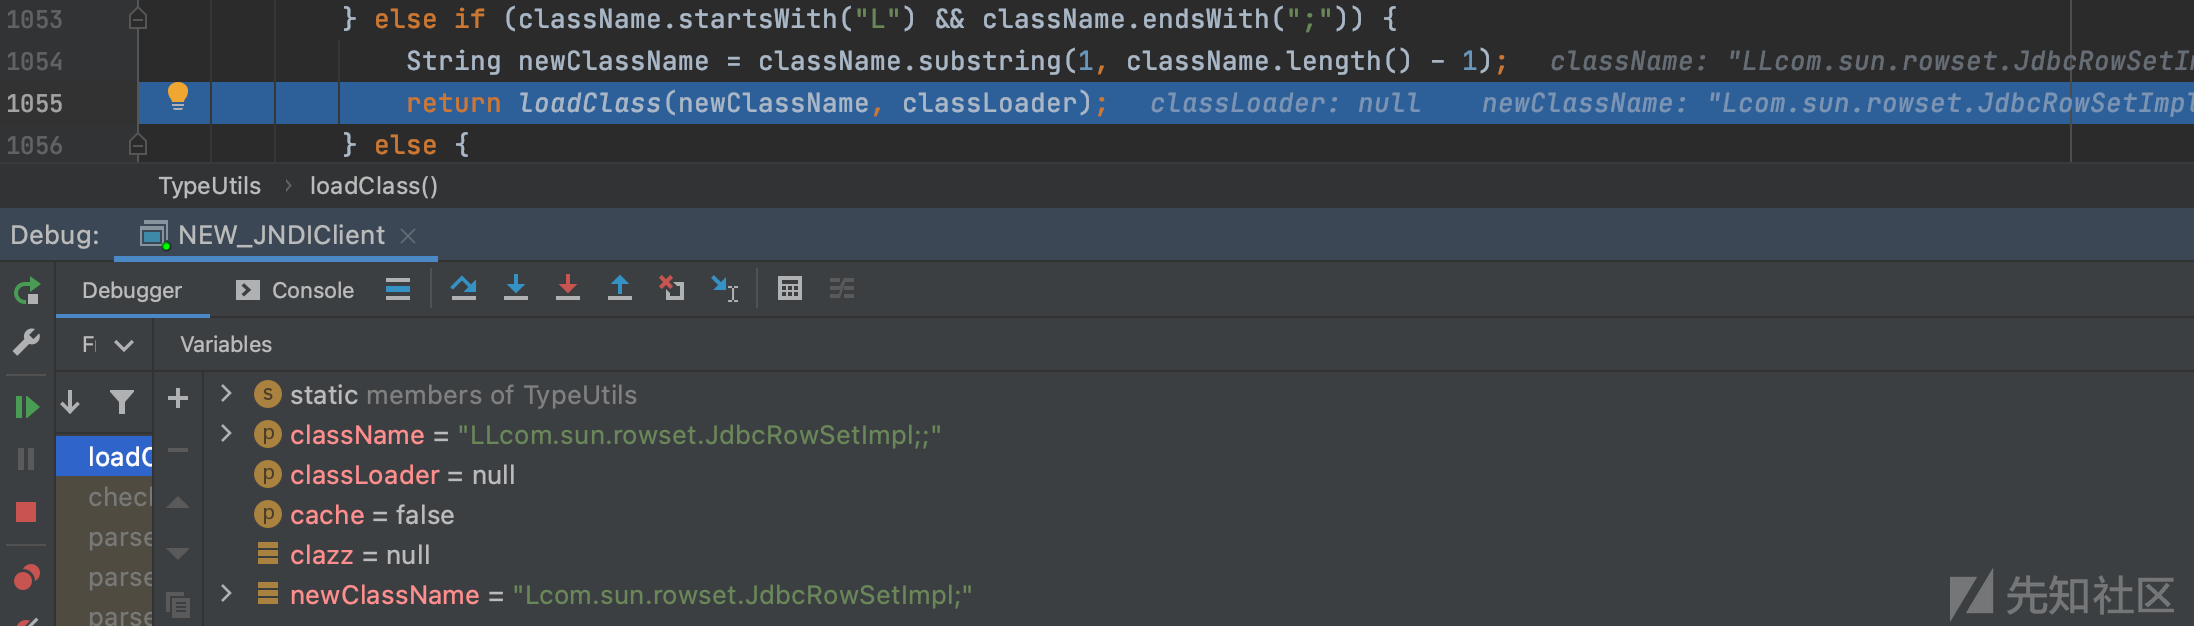 1053 } else if (className.startsWith("L") && className.endsWith(";")) {
1054 String newClassName = className.substring(1, className.length() - 1); className: "LLcom.sun.rowset.JdbcRowSetI
1055 return loadClass(newClassName, classLoader); classLoader: null newClassName: "Lcom.sun.rowset.JdbcRowSetImpl
1056 } else {
TypeUtils › loadClass()
Debug: NEW_JNDIClient
Debugger Console
F Variables
static members of TypeUtils
className = "LLcom.sun.rowset.JdbcRowSetImpl;;"
loadC
classLoader = null
chec
cache = false
parse
clazz = null
parse
newClassName = "Lcom.sun.rowset.JdbcRowSetImpl;"
parse
先知社区